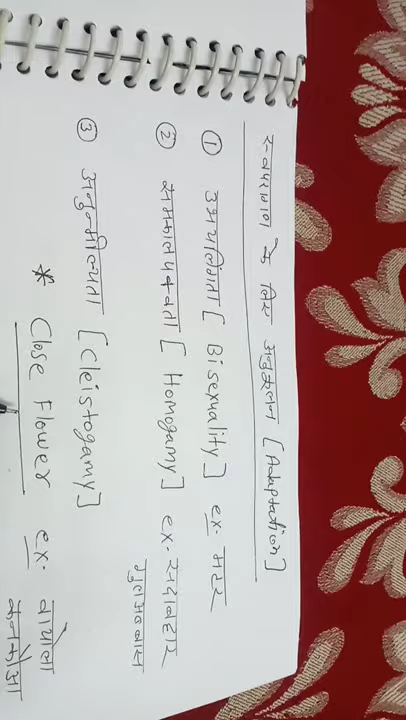 स्वपरागण के लिए अनुकूलन [Adaptation]
① उभयलिंगता [Bisexuality] ex. मटर
② समकालपक्वता [Homogamy] ex. सदाबहार
गुलअब्बास
③ अनुन्मील्यता [Cleistogamy]
* Close Flower ex. वायोला
कनकौआ